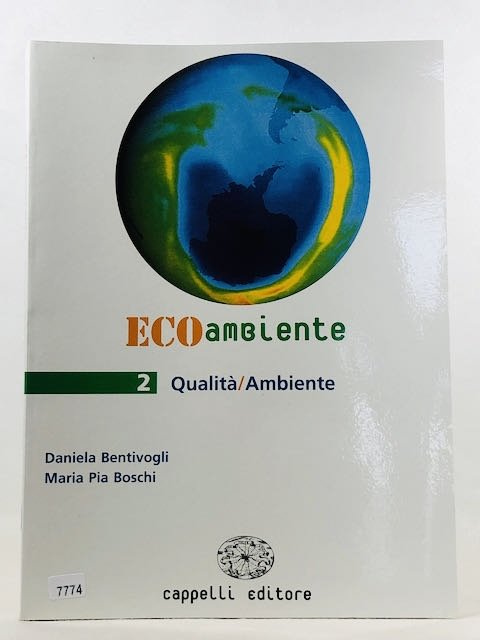 ECOambiente
2 Qualità/Ambiente
Daniela Bentivogli
Maria Pia Boschi
7774
cappelli editore